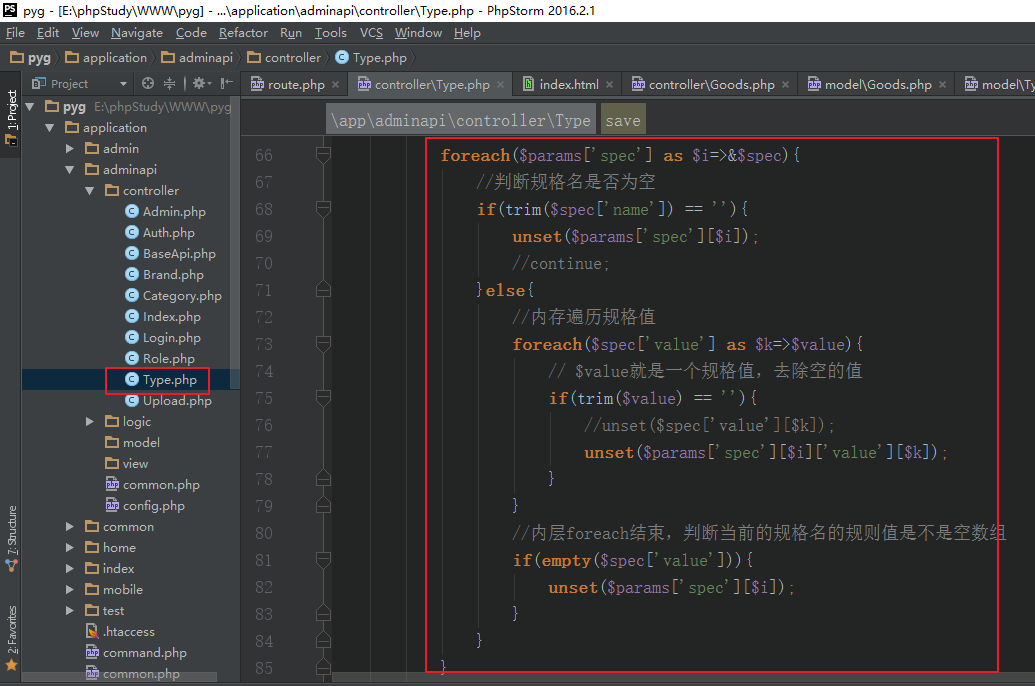 pyg - [E:\phpStudy\WWW\pyg] - ...\application\adminapi\controller\Type.php - PhpStorm 2016.2.1
File Edit View Navigate Code Refactor Run Tools VCS Window Help
pyg application adminapi controller Type.php
Project
route.php controller\Type.php index.html controller\Goods.php model\Goods.php model\Ty
1: Project
7: Structure
2: Favorites
pyg E:\phpStudy\WWW\pyg
application
admin
adminapi
controller
Admin.php
Auth.php
BaseApi.php
Brand.php
Category.php
Index.php
Login.php
Role.php
Type.php
Upload.php
logic
model
view
common.php
config.php
common
home
index
mobile
test
.htaccess
command.php
common.php
\app\adminapi\controller\Type save
66 foreach($params['spec'] as $i=>&$spec){
67 //判断规格名是否为空
68 if(trim($spec['name']) == ''){
69 unset($params['spec'][$i]);
70 //continue;
71 }else{
72 //内存遍历规格值
73 foreach($spec['value'] as $k=>$value){
74 // $value就是一个规格值，去除空的值
75 if(trim($value) == ''){
76 //unset($spec['value'][$k]);
77 unset($params['spec'][$i]['value'][$k]);
78 }
79 }
80 //内层foreach结束，判断当前的规格名的规则值是不是空数组
81 if(empty($spec['value'])){
82 unset($params['spec'][$i]);
83 }
84 }
85 }